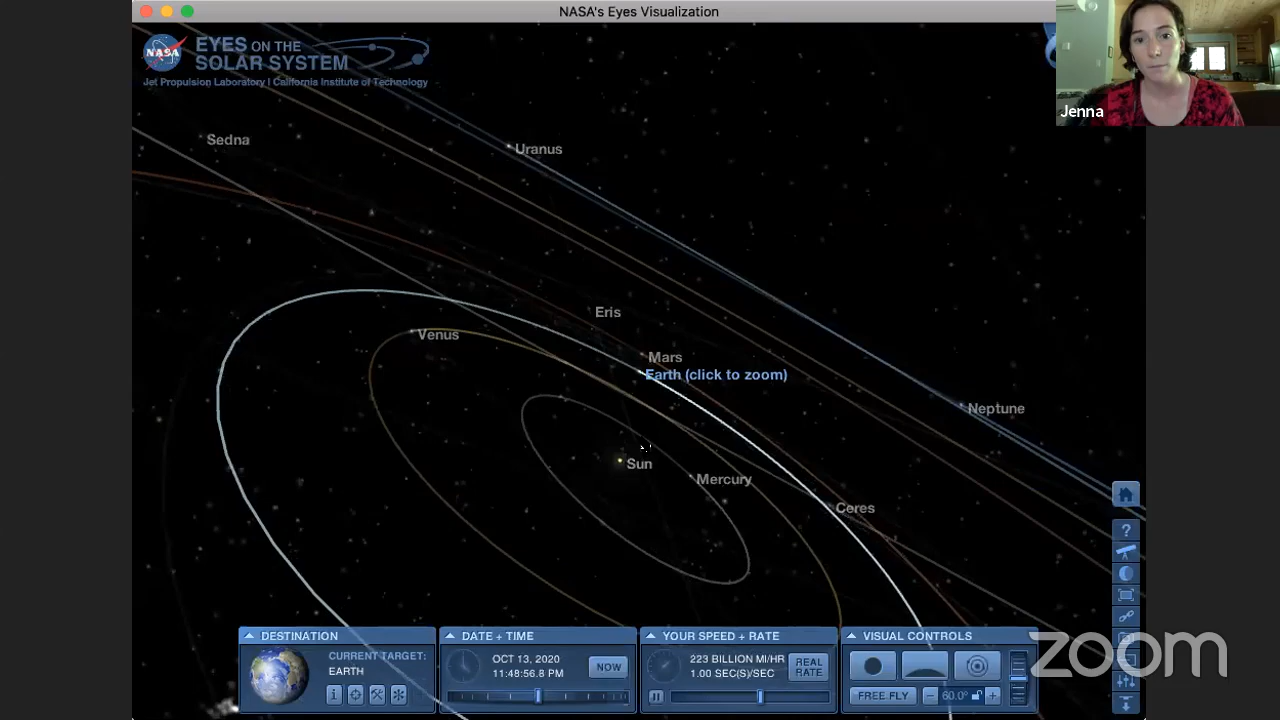 NASA's Eyes Visualization
NASA
EYES ON THE
SOLAR SYSTEM
Jet Propulsion Laboratory | California Institute of Technology
Jenna
Sedna
Uranus
Eris
Venus
Mars
Earth (click to zoom)
Neptune
Sun
Mercury
Ceres
?
DESTINATION
CURRENT TARGET:
EARTH
i
DATE + TIME
OCT 13, 2020
11:48:56.8 PM
NOW
YOUR SPEED + RATE
223 BILLION MI/HR
1.00 SEC(S)/SEC
REAL
RATE
VISUAL CONTROLS
FREE FLY
− 60.0° +
zoom